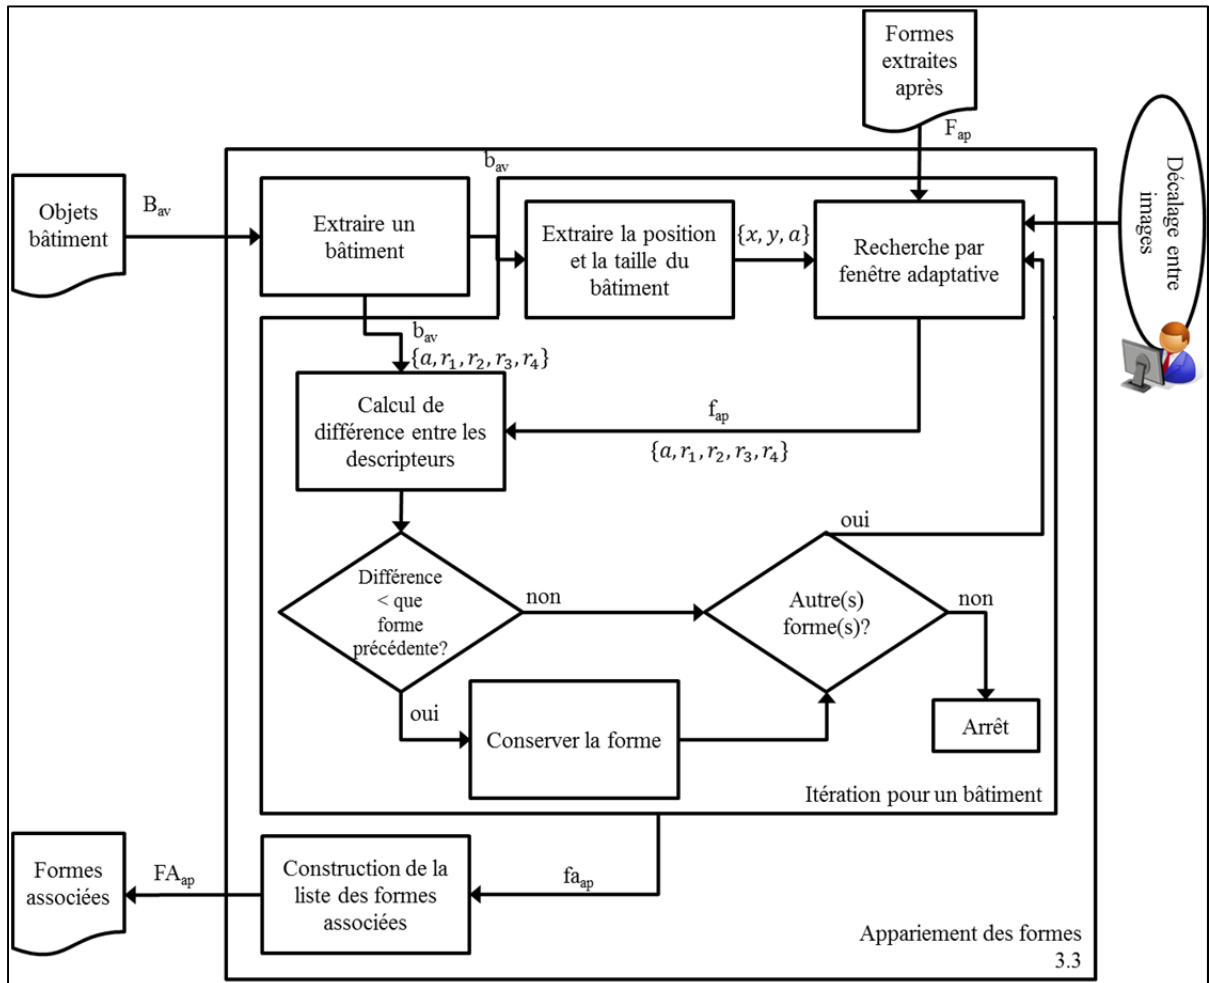 Formes
extraites
après
F_ap
Décalage entre
images
Objets
bâtiment
B_av
Extraire un
bâtiment
b_av
Extraire la position
et la taille du
bâtiment
{x, y, a}
Recherche par
fenêtre adaptative
b_av
{a, r_1, r_2, r_3, r_4}
Calcul de
différence entre les
descripteurs
f_ap
{a, r_1, r_2, r_3, r_4}
Différence
< que
forme
précédente?
non
oui
Autre(s)
forme(s)?
oui
non
Conserver la forme
Arrêt
Itération pour un bâtiment
fa_ap
Construction de la
liste des formes
associées
FA_ap
Formes
associées
Appariement des formes
3.3